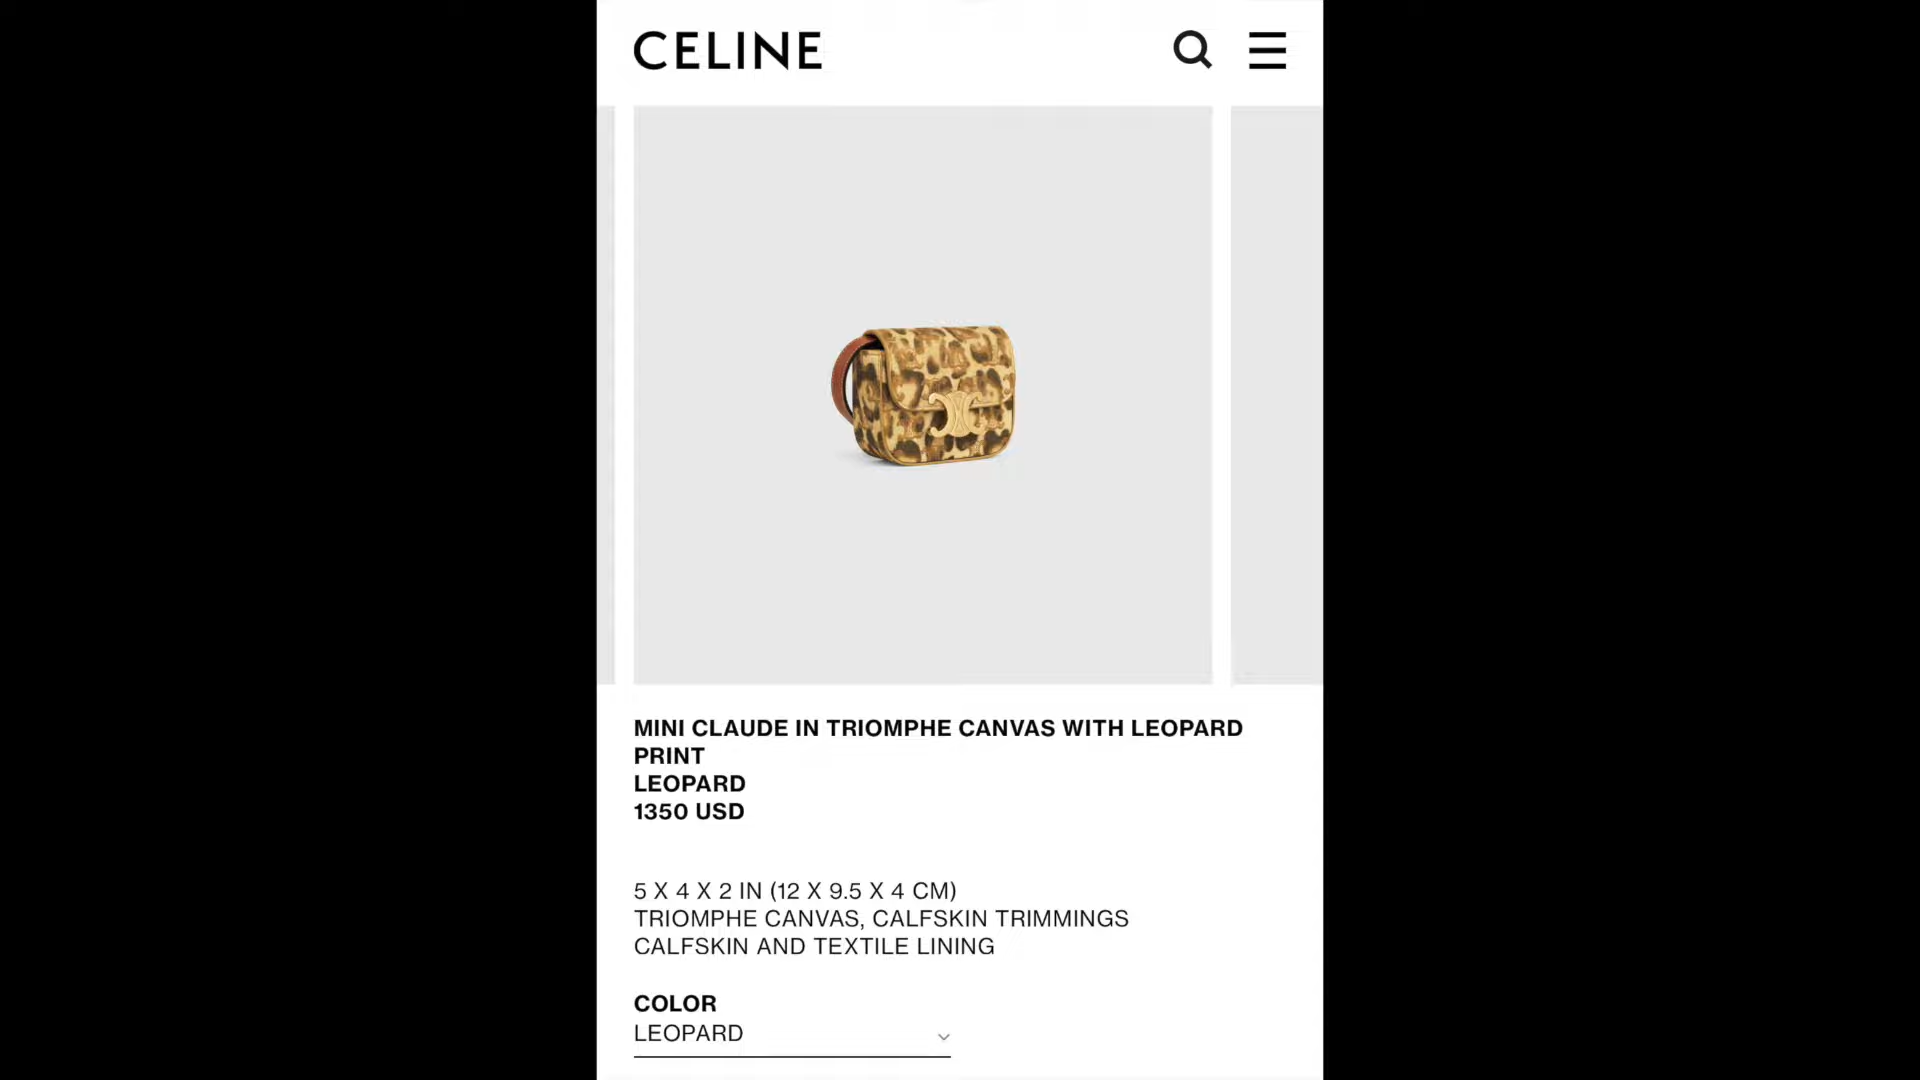 CELINE
MINI CLAUDE IN TRIOMPHE CANVAS WITH LEOPARD
PRINT
LEOPARD
1350 USD
5 X 4 X 2 IN (12 X 9.5 X 4 CM)
TRIOMPHE CANVAS, CALFSKIN TRIMMINGS
CALFSKIN AND TEXTILE LINING
COLOR
LEOPARD